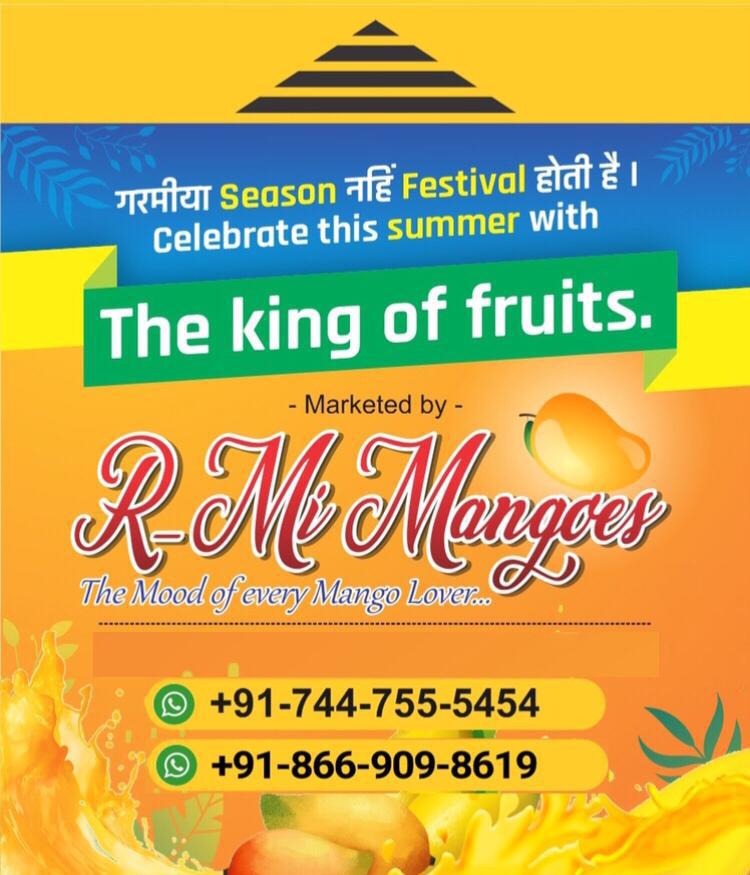 गरमीया Season नहिं Festival होती है।
Celebrate this summer with
The king of fruits.
- Marketed by -
R-Mi Mangoes
The Mood of every Mango Lover...
+91-744-755-5454
+91-866-909-8619